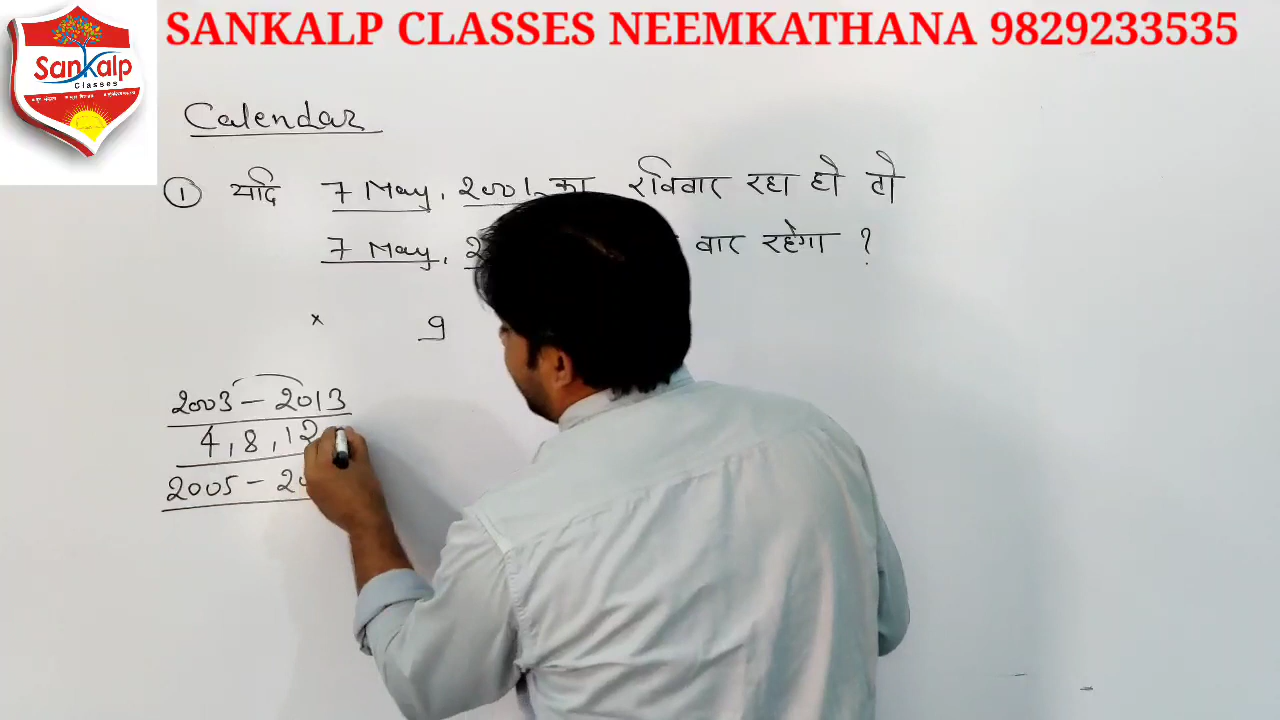 SANKALP CLASSES NEEMKATHANA 9829233535
Sankalp
Classes
Calendar
① यदि 7 May, 2001 का रविवार रहा हो तो
7 May, वार रहेगा ?
× 9
2003 - 2013
4, 8, 12
2005 -